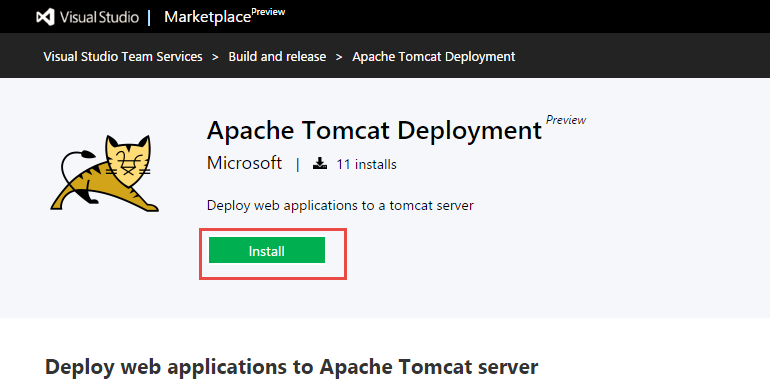 Visual Studio | Marketplace Preview
Visual Studio Team Services > Build and release > Apache Tomcat Deployment
Apache Tomcat Deployment Preview
Microsoft | 11 installs
Deploy web applications to a tomcat server
Install
Deploy web applications to Apache Tomcat server